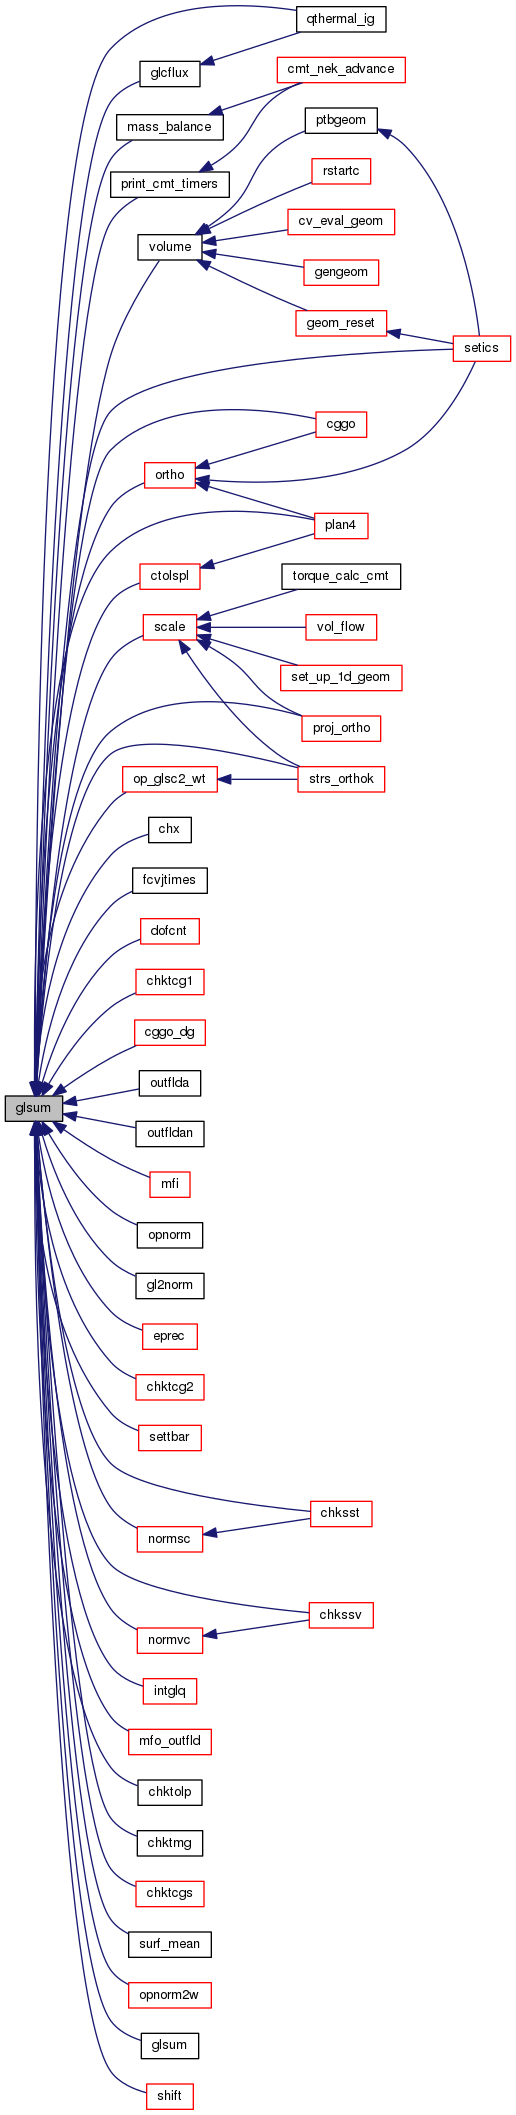 qthermal_ig
glcflux
cmt_nek_advance
ptbgeom
mass_balance
rstartc
print_cmt_timers
cv_eval_geom
volume
gengeom
geom_reset
setics
cggo
ortho
plan4
ctolspl
torque_calc_cmt
scale
vol_flow
set_up_1d_geom
proj_ortho
op_glsc2_wt
strs_orthok
chx
fcvjtimes
dofcnt
chktcg1
cggo_dg
outflda
glsum
outfldan
mfi
opnorm
gl2norm
eprec
chktcg2
settbar
chksst
normsc
chkssv
normvc
intglq
mfo_outfld
chktolp
chktmg
chktcgs
surf_mean
opnorm2w
glsum
shift